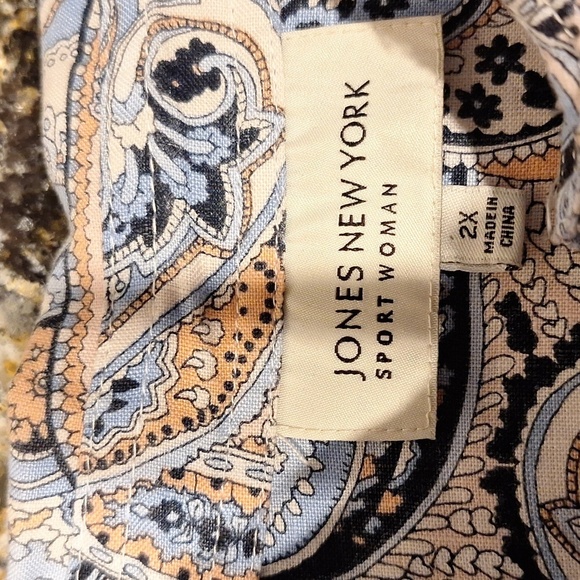 JONES NEW YORK
SPORT WOMAN
2X
MADE IN
CHINA